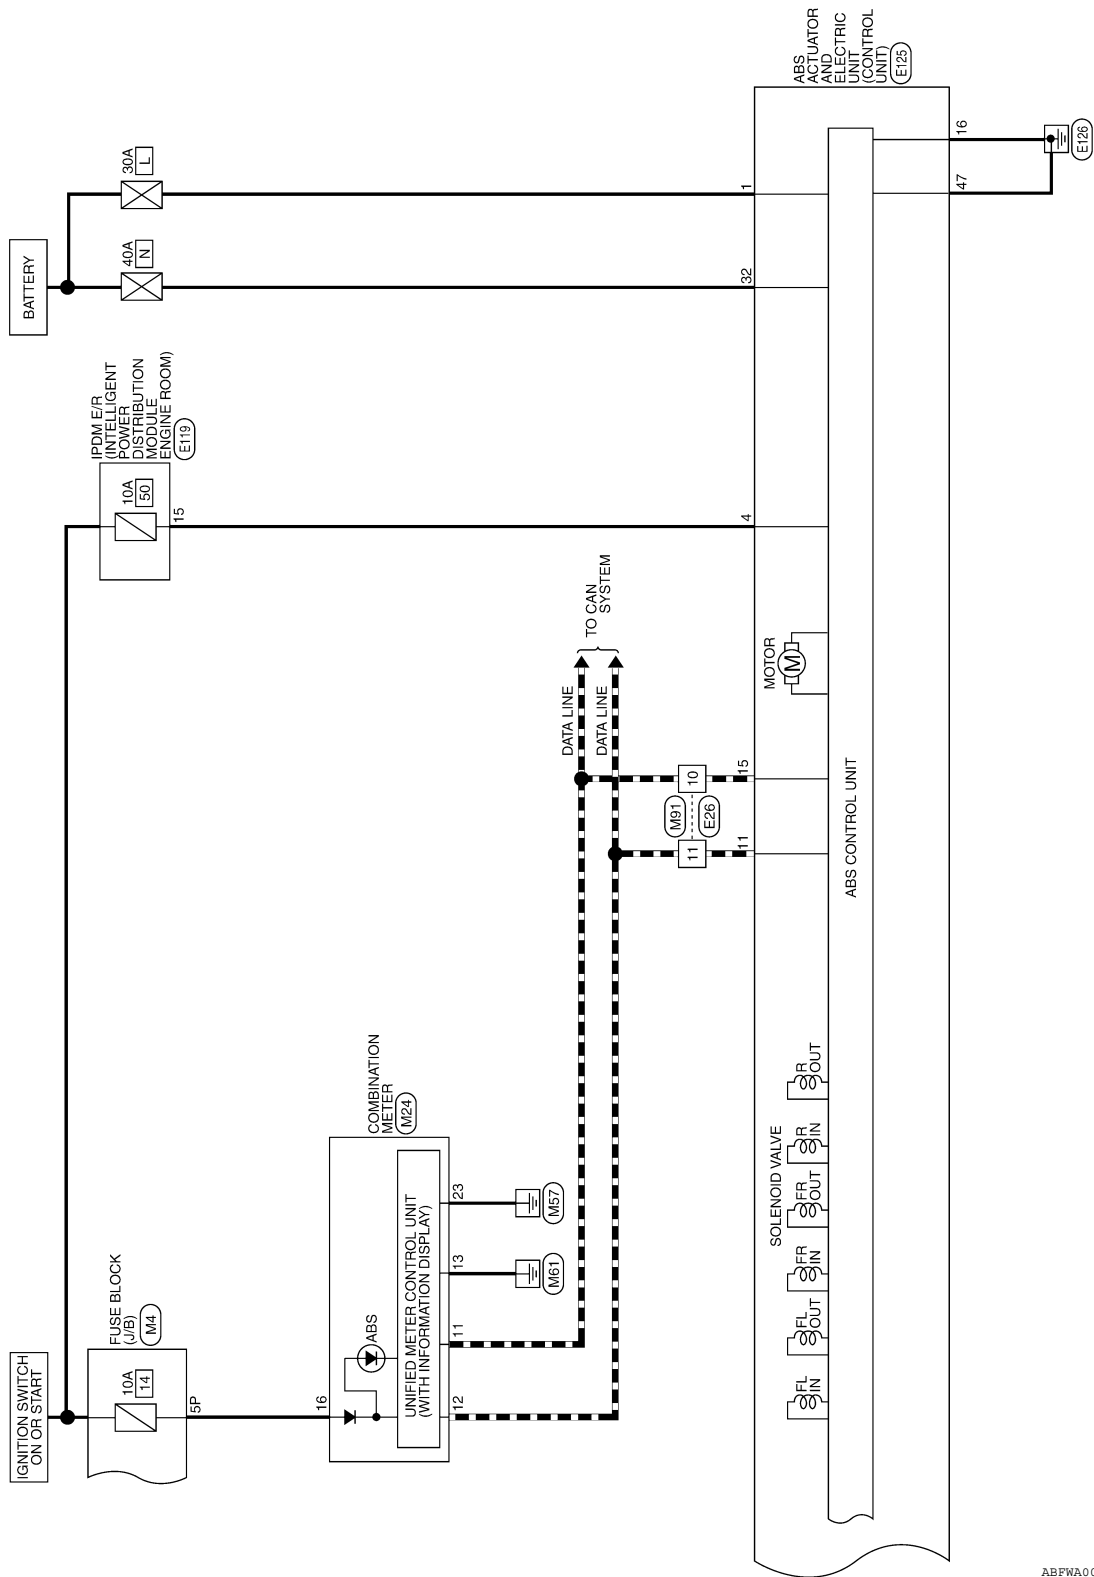 IGNITION SWITCH
ON OR START
BATTERY
FUSE BLOCK
(J/B)
M4
10A
14
5P
IPDM E/R
(INTELLIGENT
POWER
DISTRIBUTION
MODULE
ENGINE ROOM)
E119
10A
50
15
40A
N
30A
L
COMBINATION
METER
M24
16
ABS
UNIFIED METER CONTROL UNIT
(WITH INFORMATION DISPLAY)
12
11
13
23
M61
M57
DATA LINE
DATA LINE
TO CAN
SYSTEM
M91
E26
11
10
11
15
4
32
1
ABS
ACTUATOR
AND
ELECTRIC
UNIT
(CONTROL
UNIT)
E125
SOLENOID VALVE
FL
IN
FL
OUT
FR
IN
FR
OUT
R
IN
R
OUT
MOTOR
M
ABS CONTROL UNIT
47
16
E126